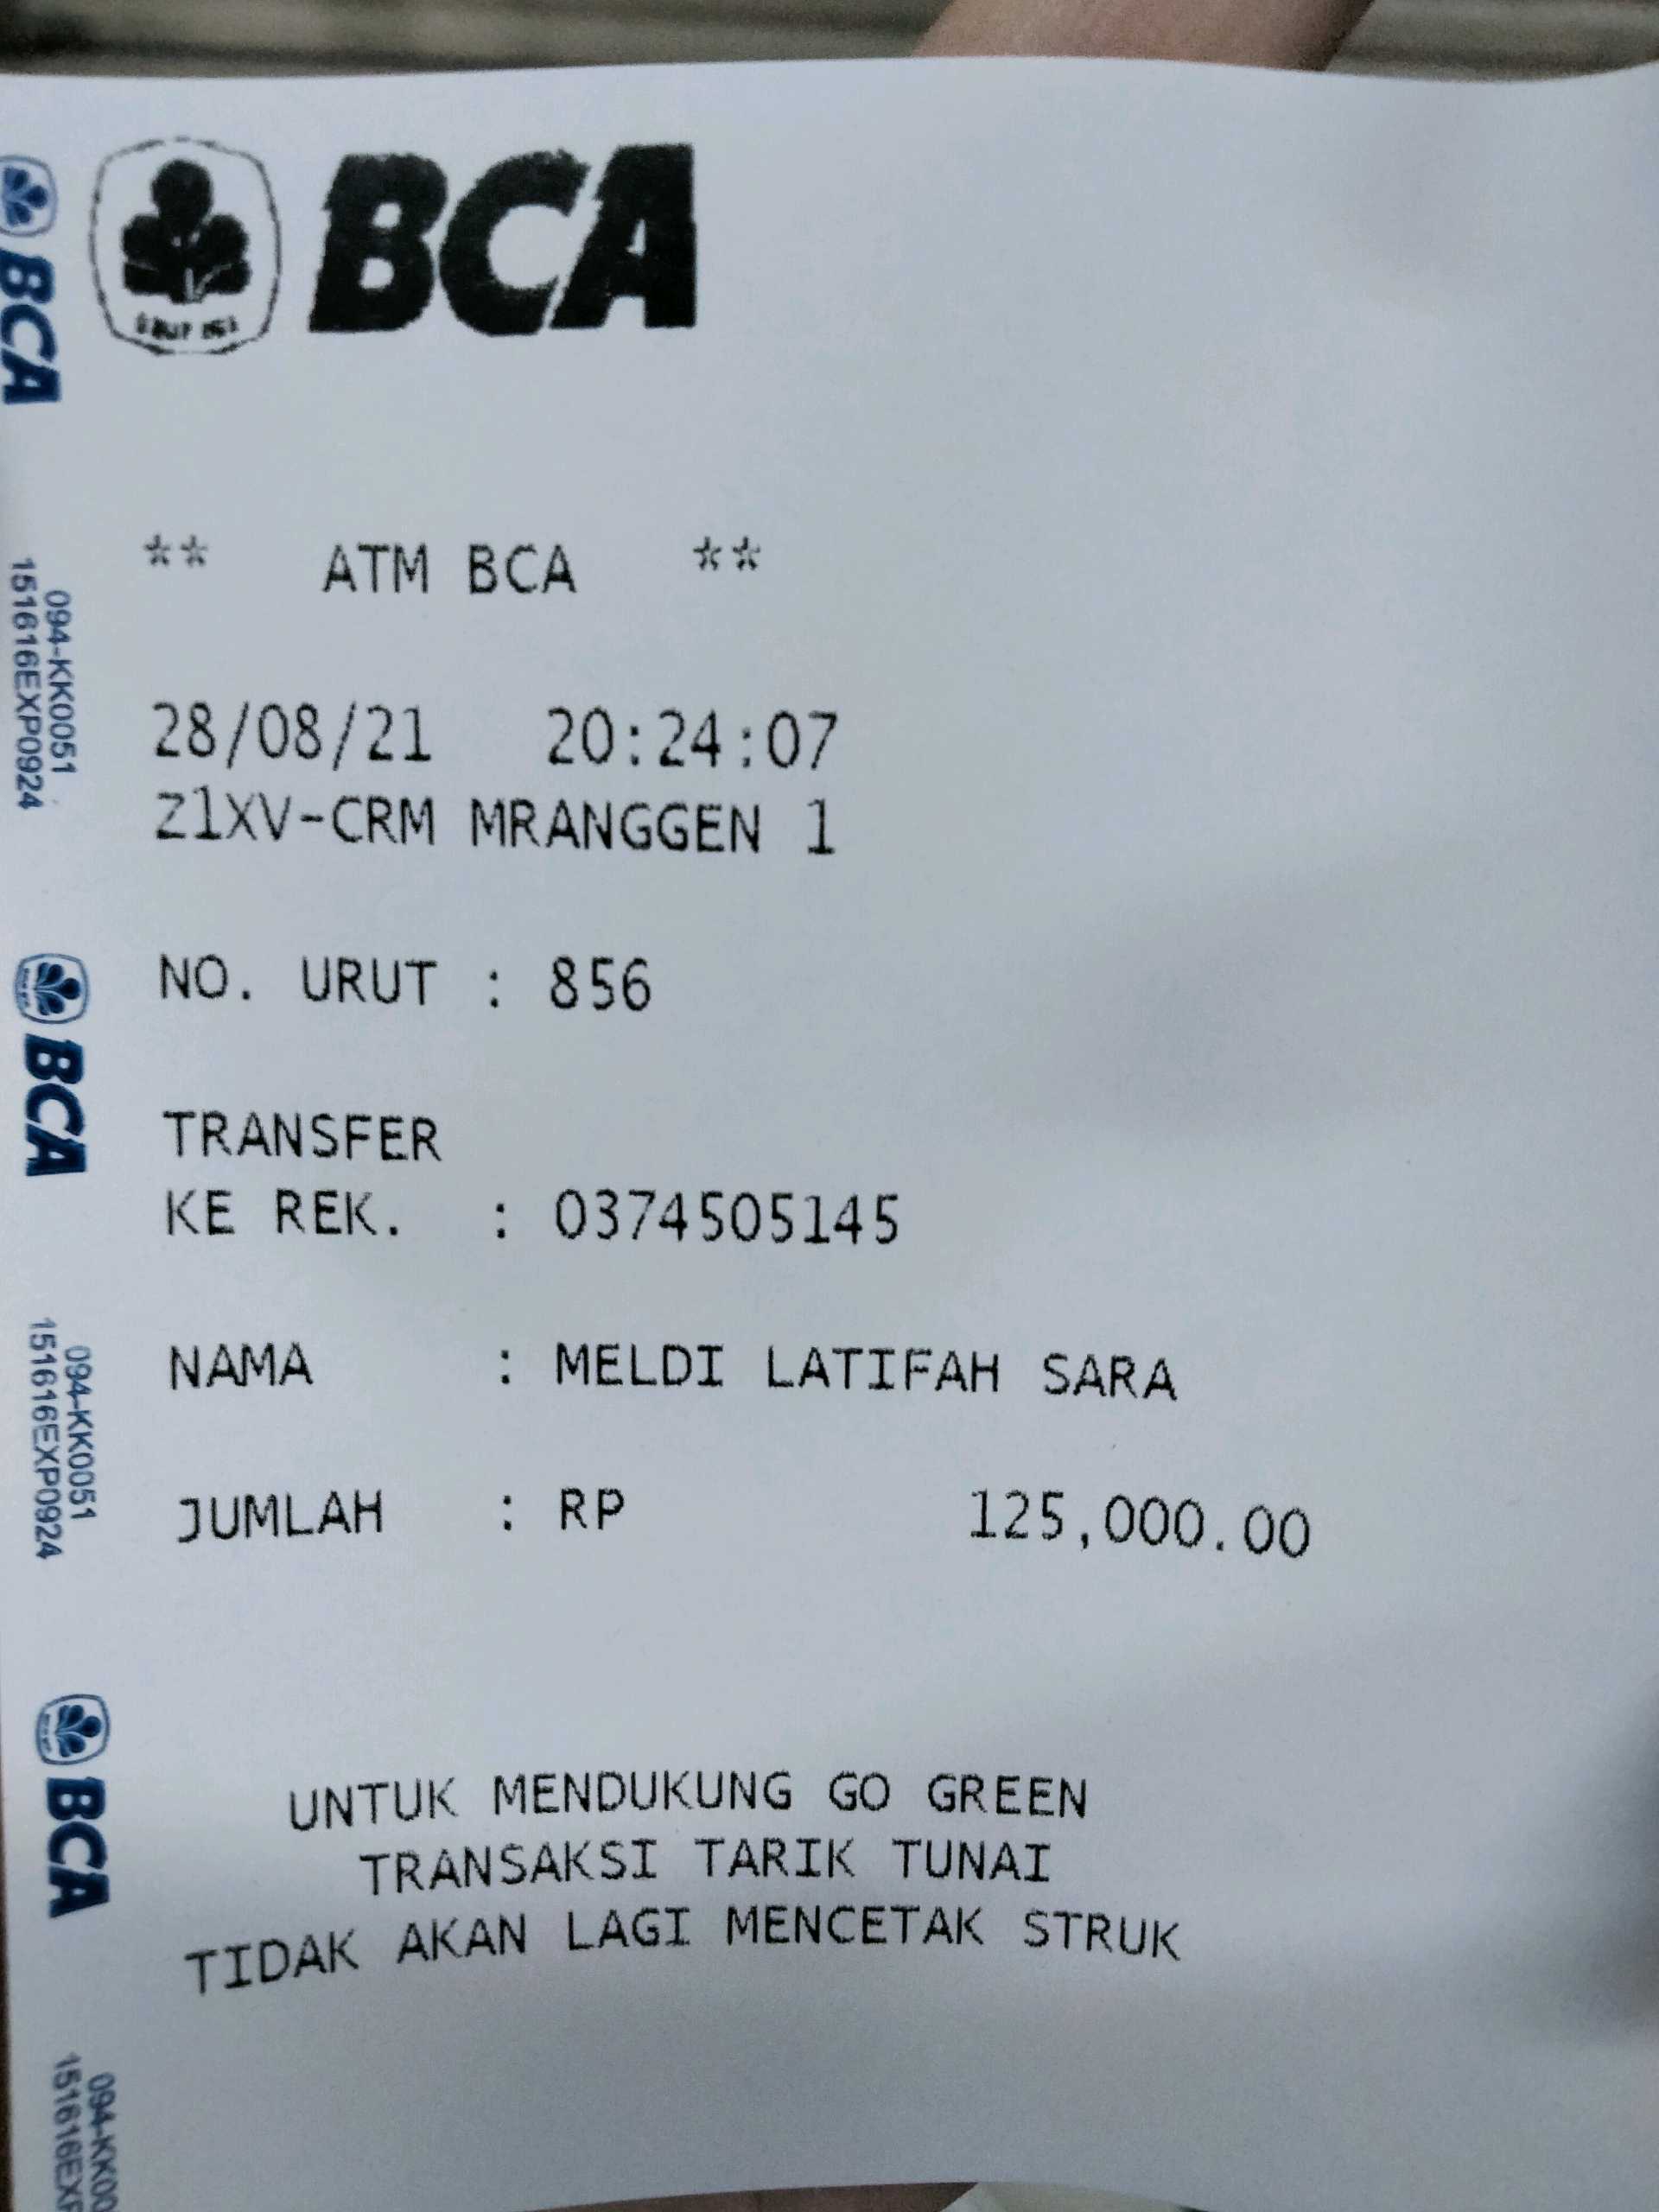 BCA
** ATM BCA **
28/08/21 20:24:07
Z1XV-CRM MRANGGEN 1
NO. URUT : 856
TRANSFER
KE REK. : 0374505145
NAMA : MELDI LATIFAH SARA
JUMLAH : RP 125,000.00
UNTUK MENDUKUNG GO GREEN
TRANSAKSI TARIK TUNAI
TIDAK AKAN LAGI MENCETAK STRUK
BCA
094-KK0051
151616EXP0924
BCA
094-KK0051
151616EXP0924
BCA
094-KK00
151616EXP